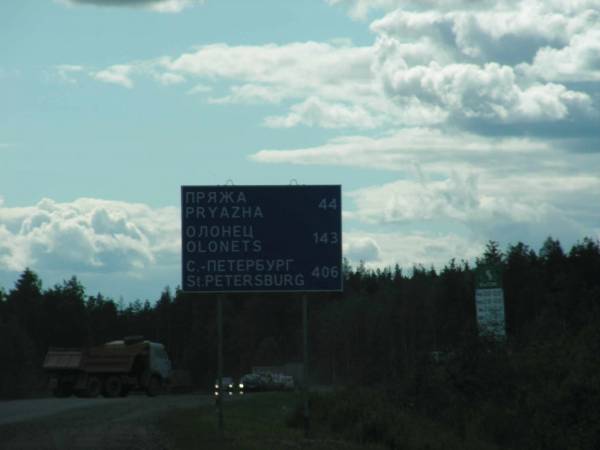 ПРЯЖА 44
PRYAZHA
ОЛОНЕЦ 143
OLONETS
С.-ПЕТЕРБУРГ 406
St.PETERSBURG